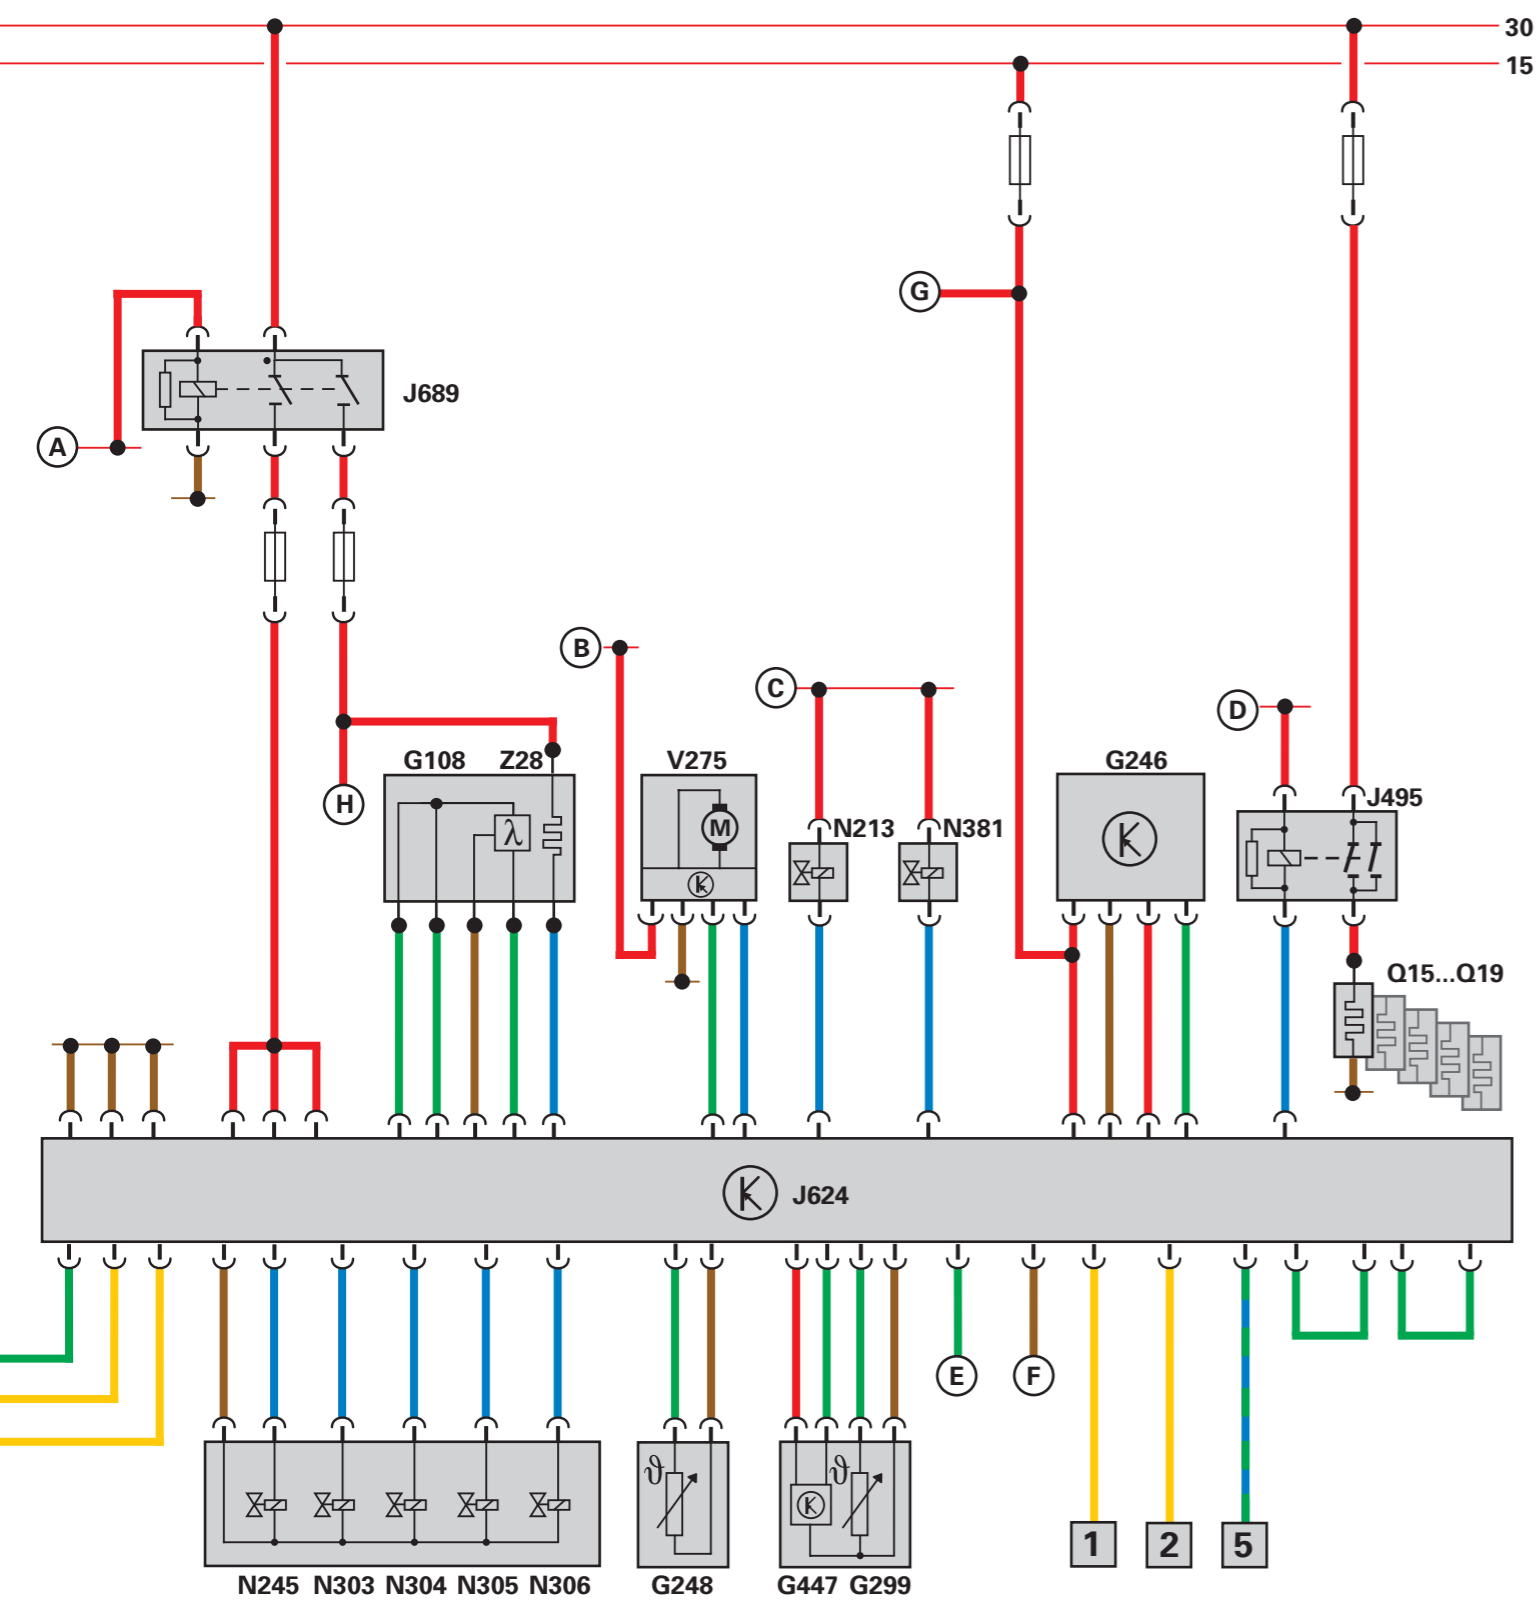 30
15
G
J689
A
B
C
D
G108 Z28 V275 G246
J495
H
M
N213 N381
λ
Q15...Q19
J624
E F
ϑ ϑ
1 2 5
N245 N303 N304 N305 N306 G248 G447 G299